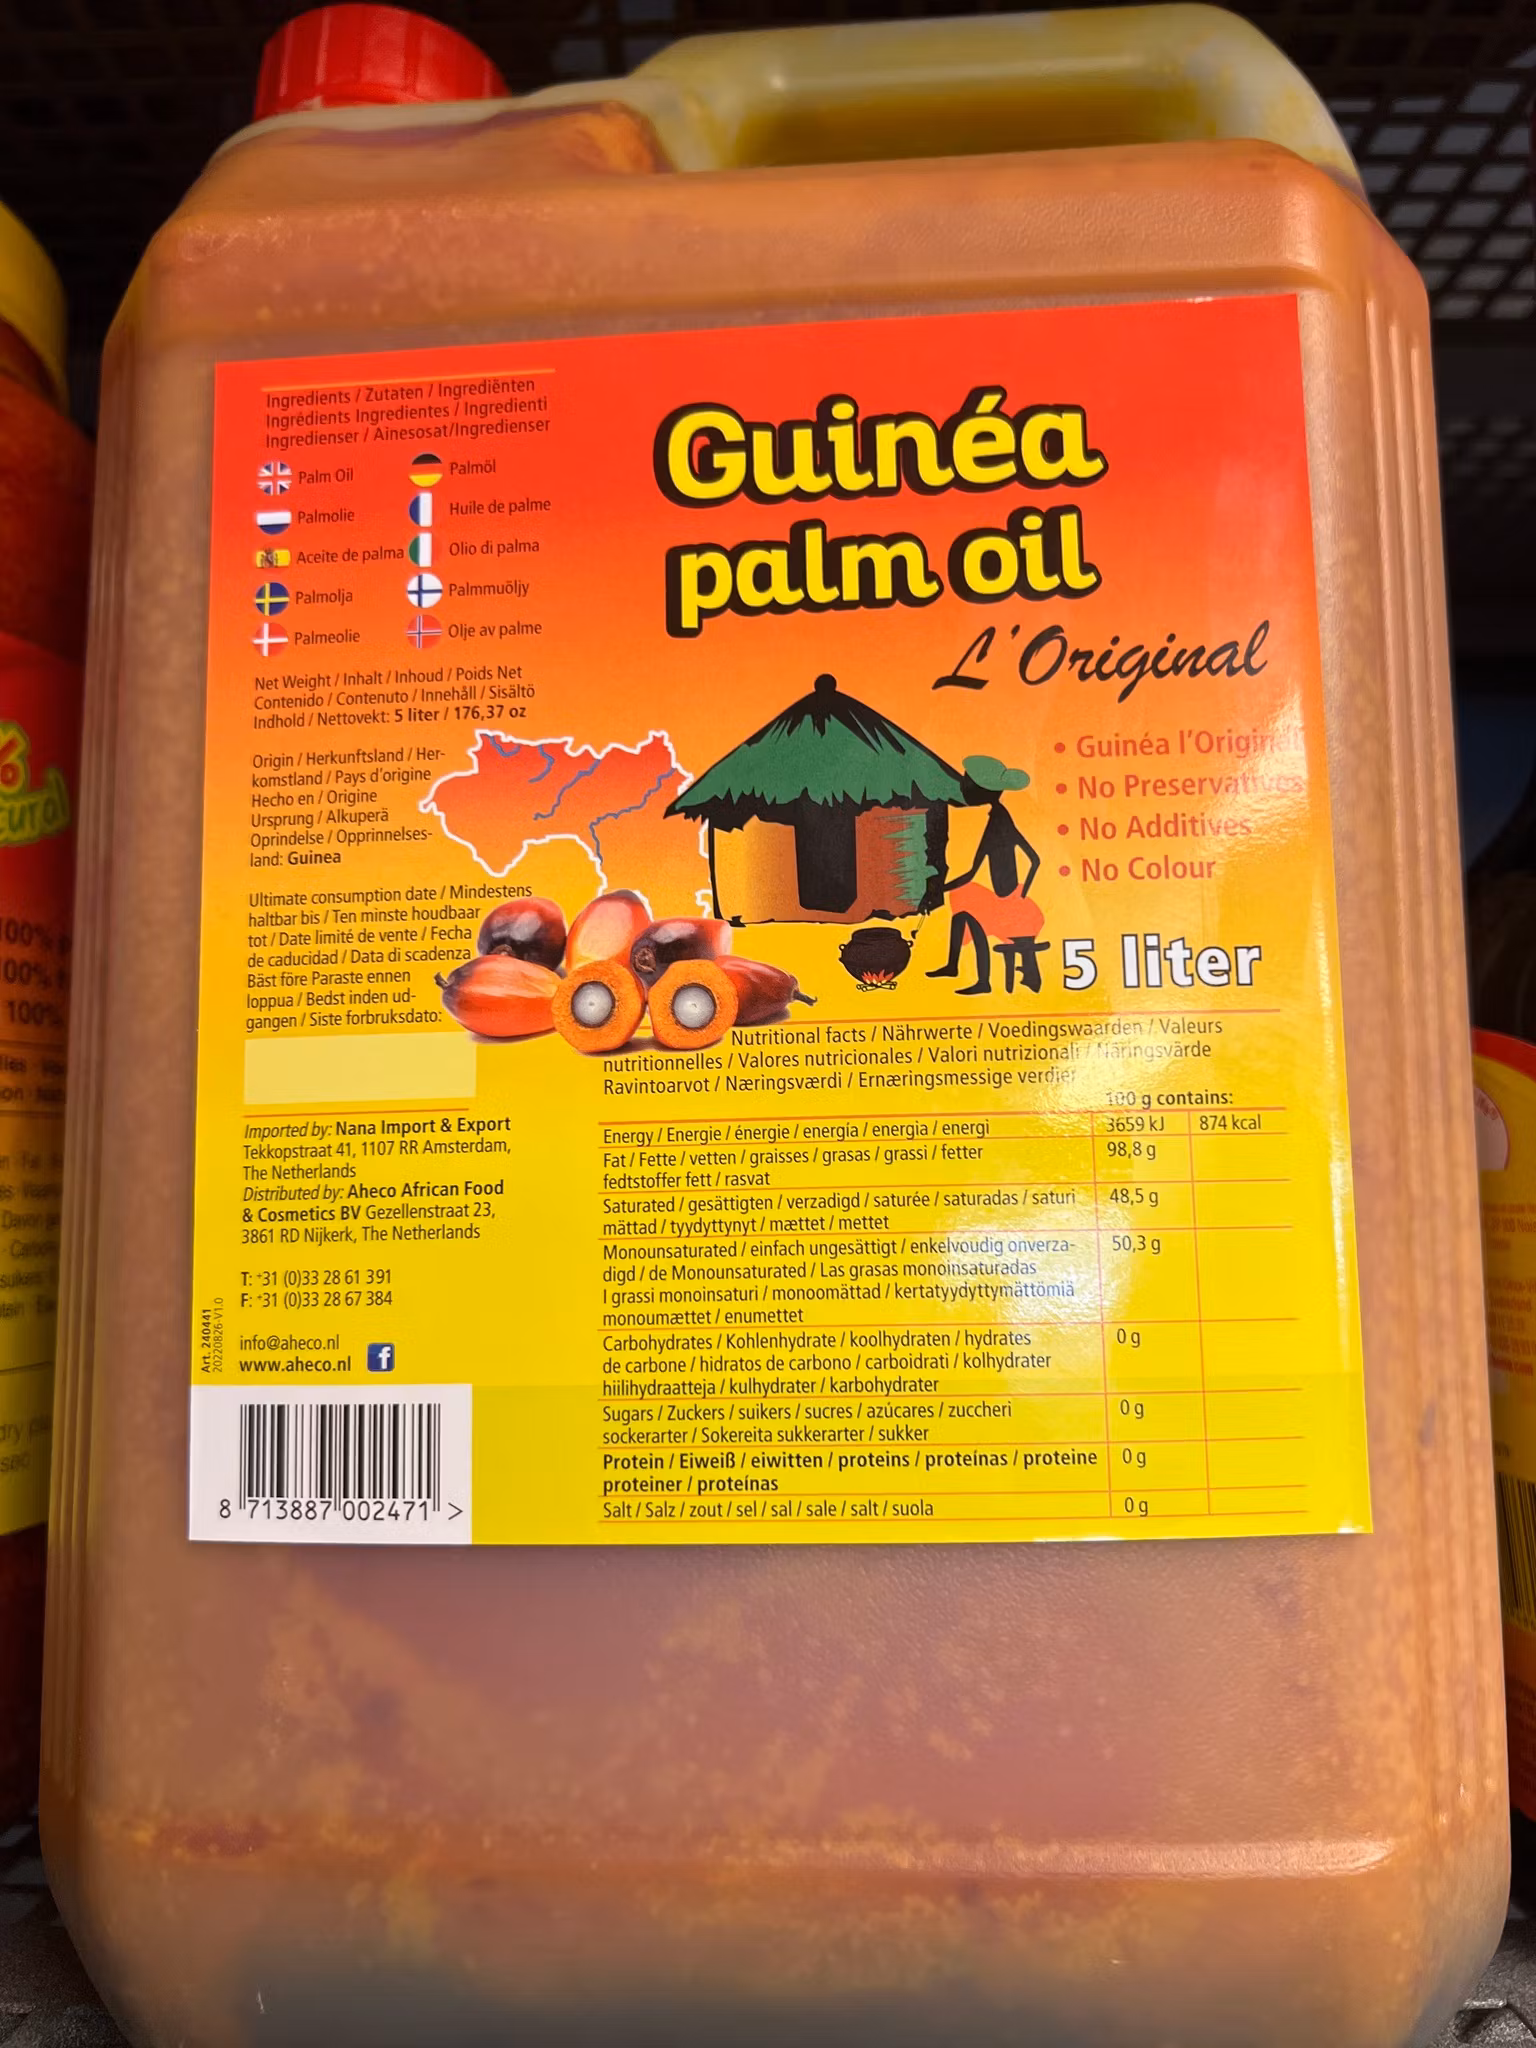 Ingredients / Zutaten / Ingrediënten
Ingrédients Ingredientes / Ingredienti
Ingredienser / Ainesosat/Ingredienser
Palm Oil
Palmöl
Palmolie
Huile de palme
Aceite de palma
Olio di palma
Palmolja
Palmmuöljy
Palmeolie
Olje av palme
Net Weight / Inhalt / Inhoud / Poids Net
Contenido / Contenuto / Innehåll / Sisältö
Indhold / Nettovekt: 5 liter / 176,37 oz
Origin / Herkunftsland / Her-
komstland / Pays d'origine
Hecho en / Origine
Ursprung / Alkuperä
Oprindelse / Opprinnelses-
land: Guinea
Ultimate consumption date / Mindestens
haltbar bis / Ten minste houdbaar
tot / Date limité de vente / Fecha
de caducidad / Data di scadenza
Bäst före Paraste ennen
loppua / Bedst inden ud-
gangen / Siste forbruksdato:
Imported by: Nana Import & Export
Tekkopstraat 41, 1107 RR Amsterdam,
The Netherlands
Distributed by: Aheco African Food
& Cosmetics BV Gezellenstraat 23,
3861 RD Nijkerk, The Netherlands
T: +31 (0)33 28 61 391
F: +31 (0)33 28 67 384
info@aheco.nl
www.aheco.nl f
Art. 240441
20220826-V1.0
8 713887 002471 >
Guinéa
palm oil
L'Original
• Guinéa l'Original
• No Preservatives
• No Additives
• No Colour
5 liter
Nutritional facts / Nährwerte / Voedingswaarden / Valeurs
nutritionnelles / Valores nutricionales / Valori nutrizionali / Näringsvärde
Ravintoarvot / Næringsværdi / Ernæringsmessige verdier
100 g contains:
Energy / Energie / énergie / energía / energia / energi 3659 kJ 874 kcal
Fat / Fette / vetten / graisses / grasas / grassi / fetter 98,8 g
fedtstoffer fett / rasvat
Saturated / gesättigten / verzadigd / saturée / saturadas / saturi 48,5 g
mättad / tyydyttynyt / mættet / mettet
Monounsaturated / einfach ungesättigt / enkelvoudig onverza- 50,3 g
digd / de Monounsaturated / Las grasas monoinsaturadas
I grassi monoinsaturi / monoomättad / kertatyydyttymättömiä
monoumættet / enumettet
Carbohydrates / Kohlenhydrate / koolhydraten / hydrates 0 g
de carbone / hidratos de carbono / carboidrati / kolhydrater
hiilihydraatteja / kulhydrater / karbohydrater
Sugars / Zuckers / suikers / sucres / azúcares / zuccheri 0 g
sockerarter / Sokereita sukkerarter / sukker
Protein / Eiweiß / eiwitten / proteins / proteínas / proteine 0 g
proteiner / proteínas
Salt / Salz / zout / sel / sal / sale / salt / suola 0 g
100%
100%
100%